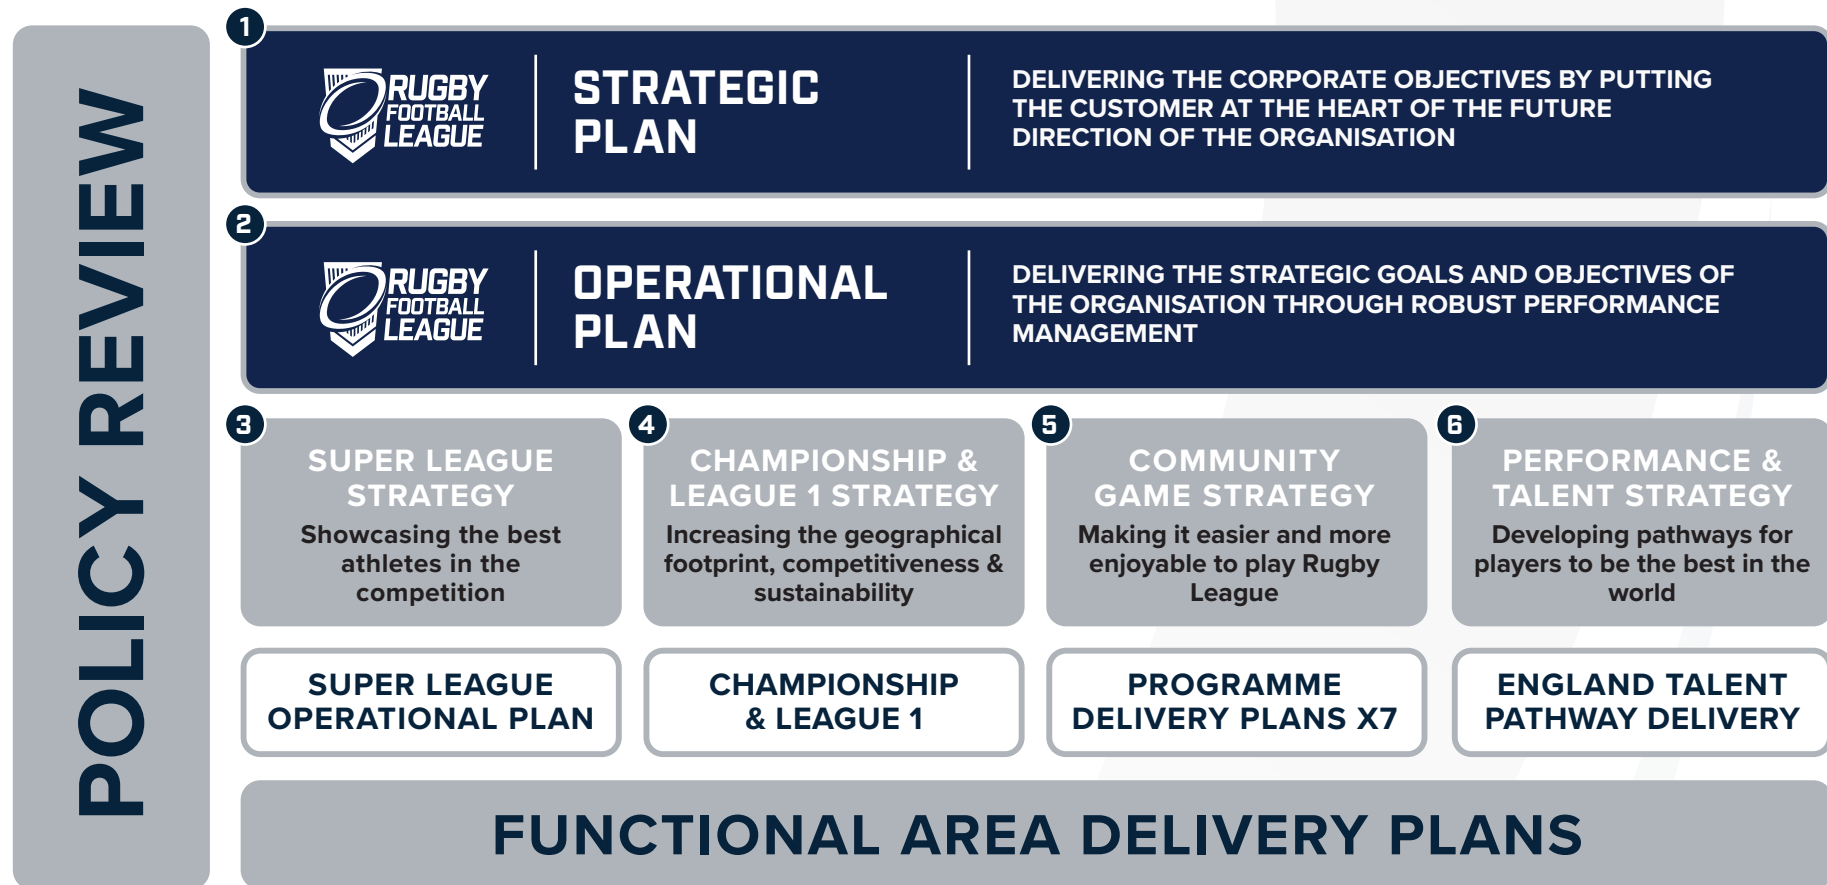 POLICY REVIEW
1
RUGBY
FOOTBALL
LEAGUE
STRATEGIC
PLAN
DELIVERING THE CORPORATE OBJECTIVES BY PUTTING
THE CUSTOMER AT THE HEART OF THE FUTURE
DIRECTION OF THE ORGANISATION
2
RUGBY
FOOTBALL
LEAGUE
OPERATIONAL
PLAN
DELIVERING THE STRATEGIC GOALS AND OBJECTIVES OF
THE ORGANISATION THROUGH ROBUST PERFORMANCE
MANAGEMENT
3
SUPER LEAGUE
STRATEGY
Showcasing the best
athletes in the
competition
4
CHAMPIONSHIP &
LEAGUE 1 STRATEGY
Increasing the geographical
footprint, competitiveness &
sustainability
5
COMMUNITY
GAME STRATEGY
Making it easier and more
enjoyable to play Rugby
League
6
PERFORMANCE &
TALENT STRATEGY
Developing pathways for
players to be the best in the
world
SUPER LEAGUE
OPERATIONAL PLAN
CHAMPIONSHIP
& LEAGUE 1
PROGRAMME
DELIVERY PLANS X7
ENGLAND TALENT
PATHWAY DELIVERY
FUNCTIONAL AREA DELIVERY PLANS